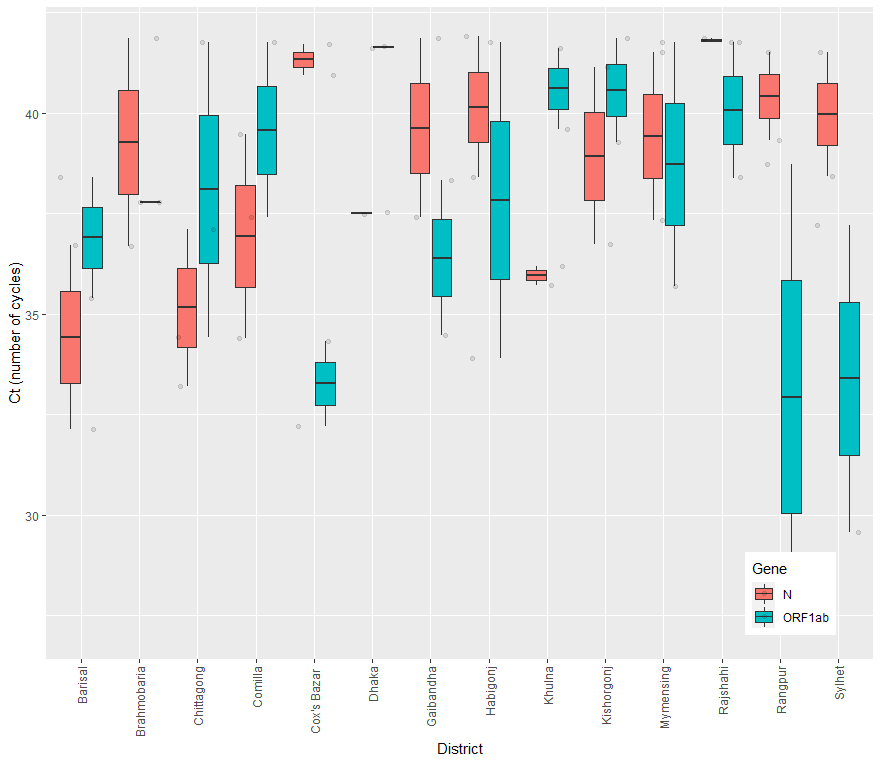 Ct (number of cycles)
40
35
30
Gene
N
ORF1ab
Barisal
Brahmobaria
Chittagong
Comilla
Cox's Bazar
Dhaka
Gaibandha
Habigonj
Khulna
Kishorgonj
Mymensing
Rajshahi
Rangpur
Sylhet
District